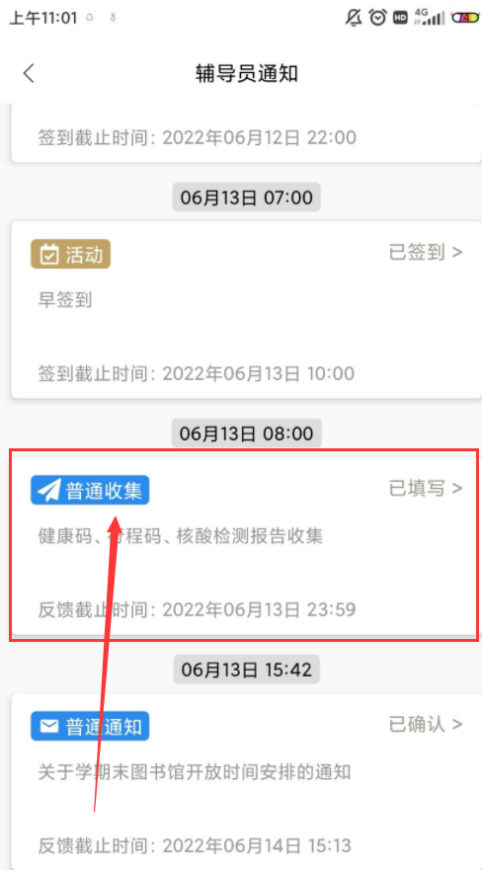 上午11:01
HD 4G
辅导员通知
签到截止时间：2022年06月12日 22:00
06月13日 07:00
活动 已签到 >
早签到
签到截止时间：2022年06月13日 10:00
06月13日 08:00
普通收集 已填写 >
健康码、行程码、核酸检测报告收集
反馈截止时间：2022年06月13日 23:59
06月13日 15:42
普通通知 已确认 >
关于学期末图书馆开放时间安排的通知
反馈截止时间：2022年06月14日 15:13